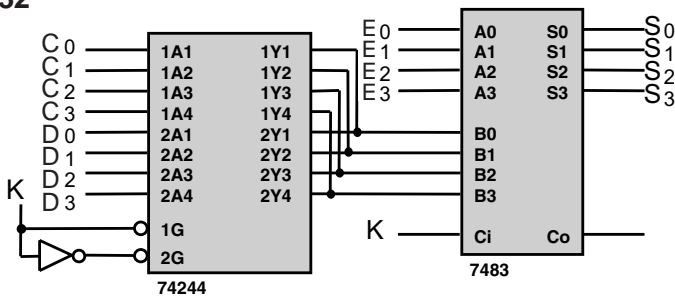 32
C0 1A1 1Y1
C1 1A2 1Y2
C2 1A3 1Y3
C3 1A4 1Y4
D0 2A1 2Y1
D1 2A2 2Y2
D2 2A3 2Y3
D3 2A4 2Y4
K
1G
2G
74244
E0 A0 S0 S0
E1 A1 S1 S1
E2 A2 S2 S2
E3 A3 S3 S3
B0
B1
B2
B3
K Ci Co
7483